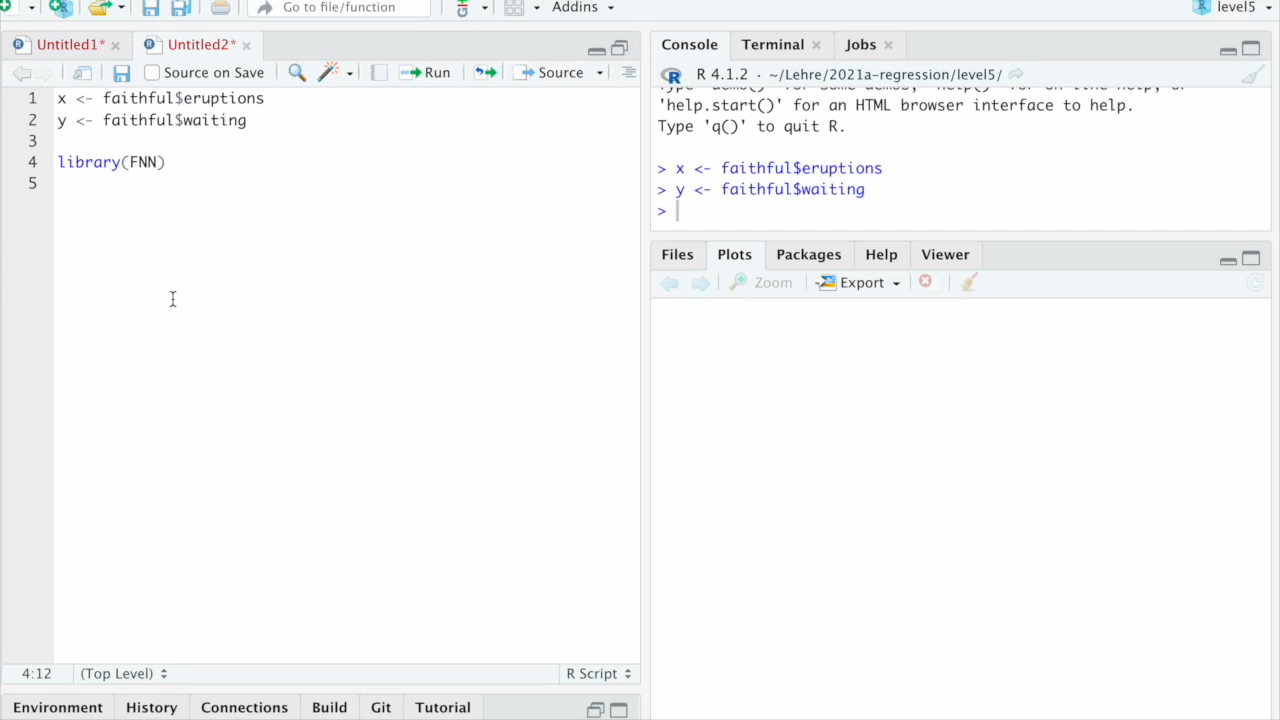 Go to file/function
Addins
level5
Untitled1*
Untitled2*
Source on Save
Run
Source
1 x <- faithful$eruptions
2 y <- faithful$waiting
3
4 library(FNN)
5
4:12
(Top Level)
R Script
Environment
History
Connections
Build
Git
Tutorial
Console
Terminal
Jobs
R 4.1.2 · ~/Lehre/2021a-regression/level5/
'help.start()' for an HTML browser interface to help.
Type 'q()' to quit R.
> x <- faithful$eruptions
> y <- faithful$waiting
>
Files
Plots
Packages
Help
Viewer
Zoom
Export